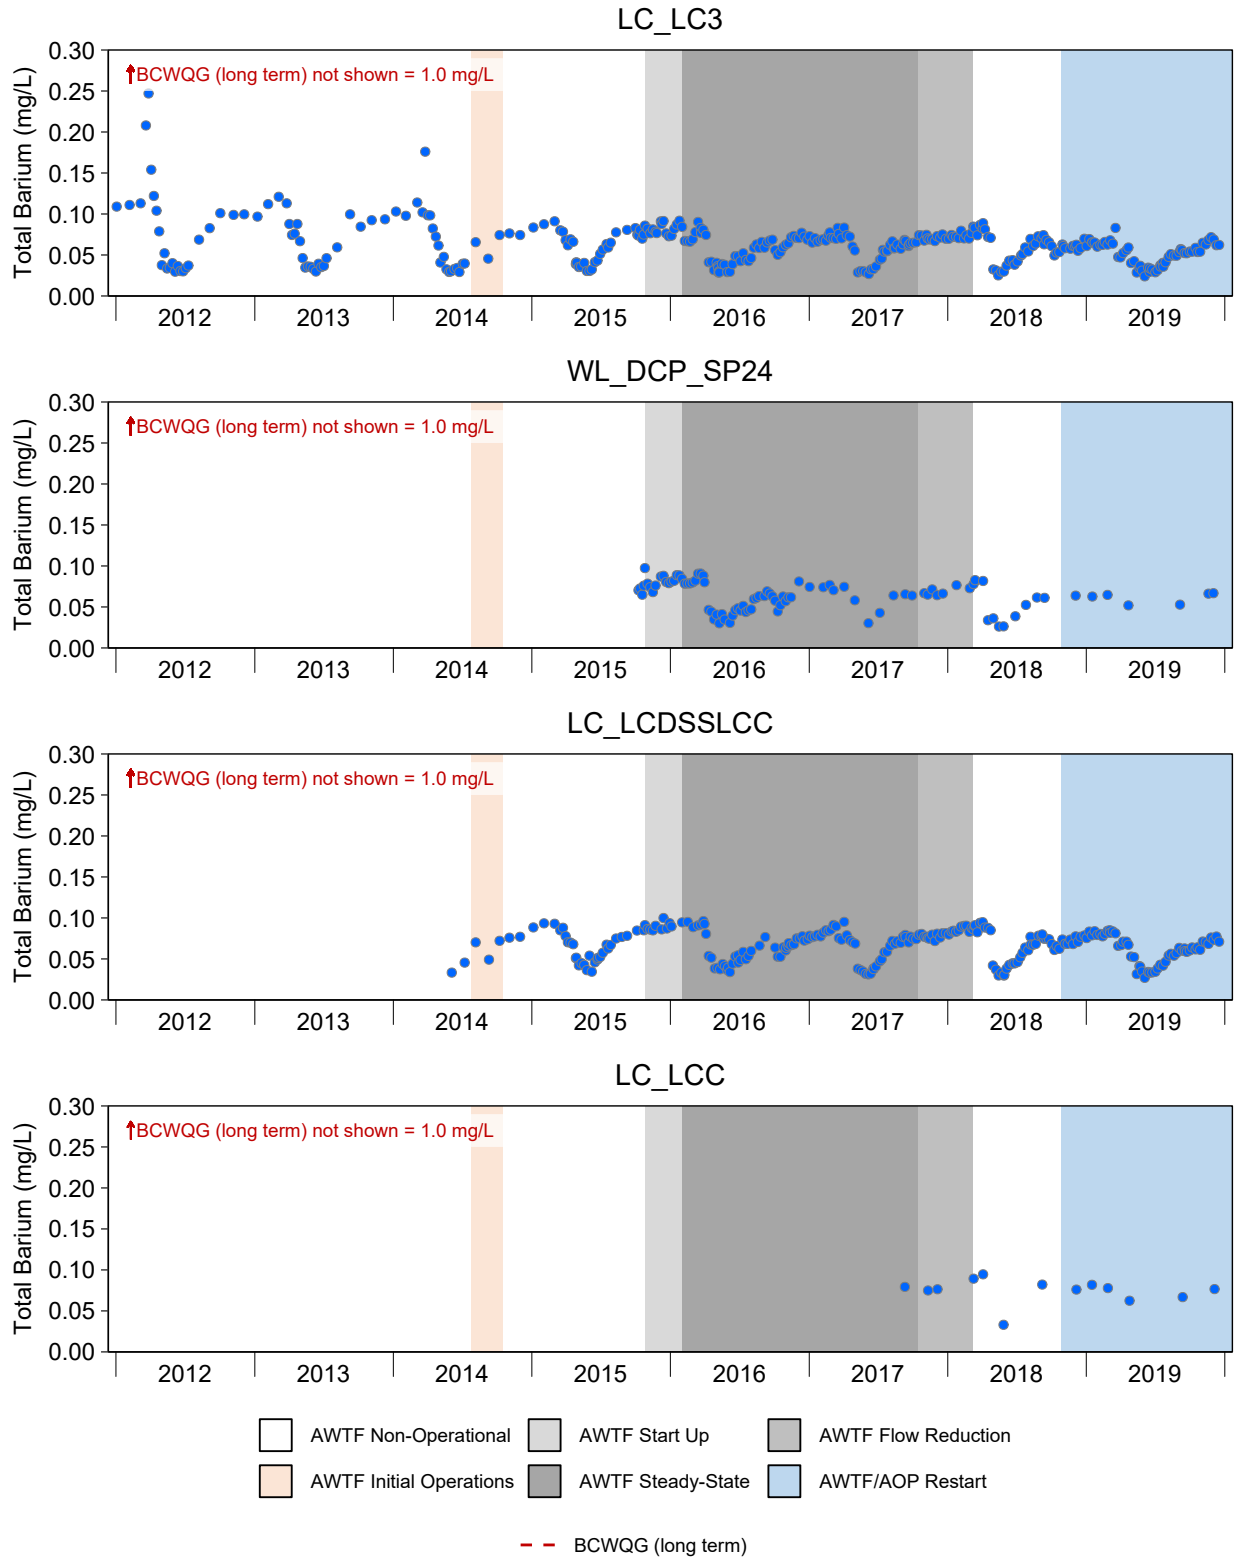 LC_LC3
Total Barium (mg/L)
0.30
0.25
0.20
0.15
0.10
0.05
0.00
BCWQG (long term) not shown = 1.0 mg/L
2012 2013 2014 2015 2016 2017 2018 2019
WL_DCP_SP24
Total Barium (mg/L)
0.30
0.25
0.20
0.15
0.10
0.05
0.00
BCWQG (long term) not shown = 1.0 mg/L
2012 2013 2014 2015 2016 2017 2018 2019
LC_LCDSSLCC
Total Barium (mg/L)
0.30
0.25
0.20
0.15
0.10
0.05
0.00
BCWQG (long term) not shown = 1.0 mg/L
2012 2013 2014 2015 2016 2017 2018 2019
LC_LCC
Total Barium (mg/L)
0.30
0.25
0.20
0.15
0.10
0.05
0.00
BCWQG (long term) not shown = 1.0 mg/L
2012 2013 2014 2015 2016 2017 2018 2019
AWTF Non-Operational AWTF Start Up AWTF Flow Reduction
AWTF Initial Operations AWTF Steady-State AWTF/AOP Restart
BCWQG (long term)